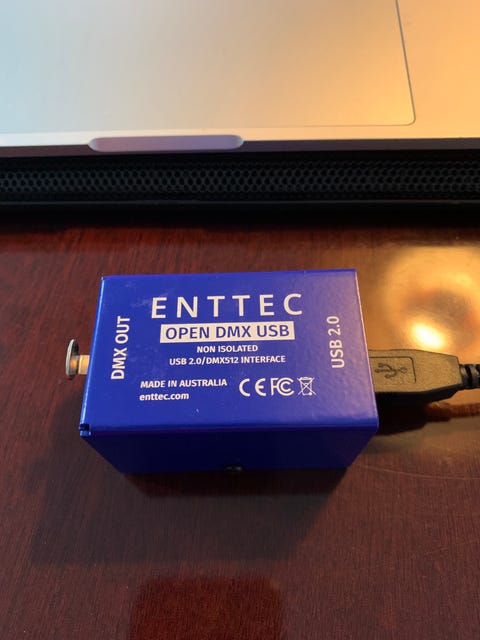 ENTTEC
OPEN DMX USB
NON ISOLATED
USB 2.0/DMX512 INTERFACE
DMX OUT
USB 2.0
MADE IN AUSTRALIA
enttec.com
CE FC